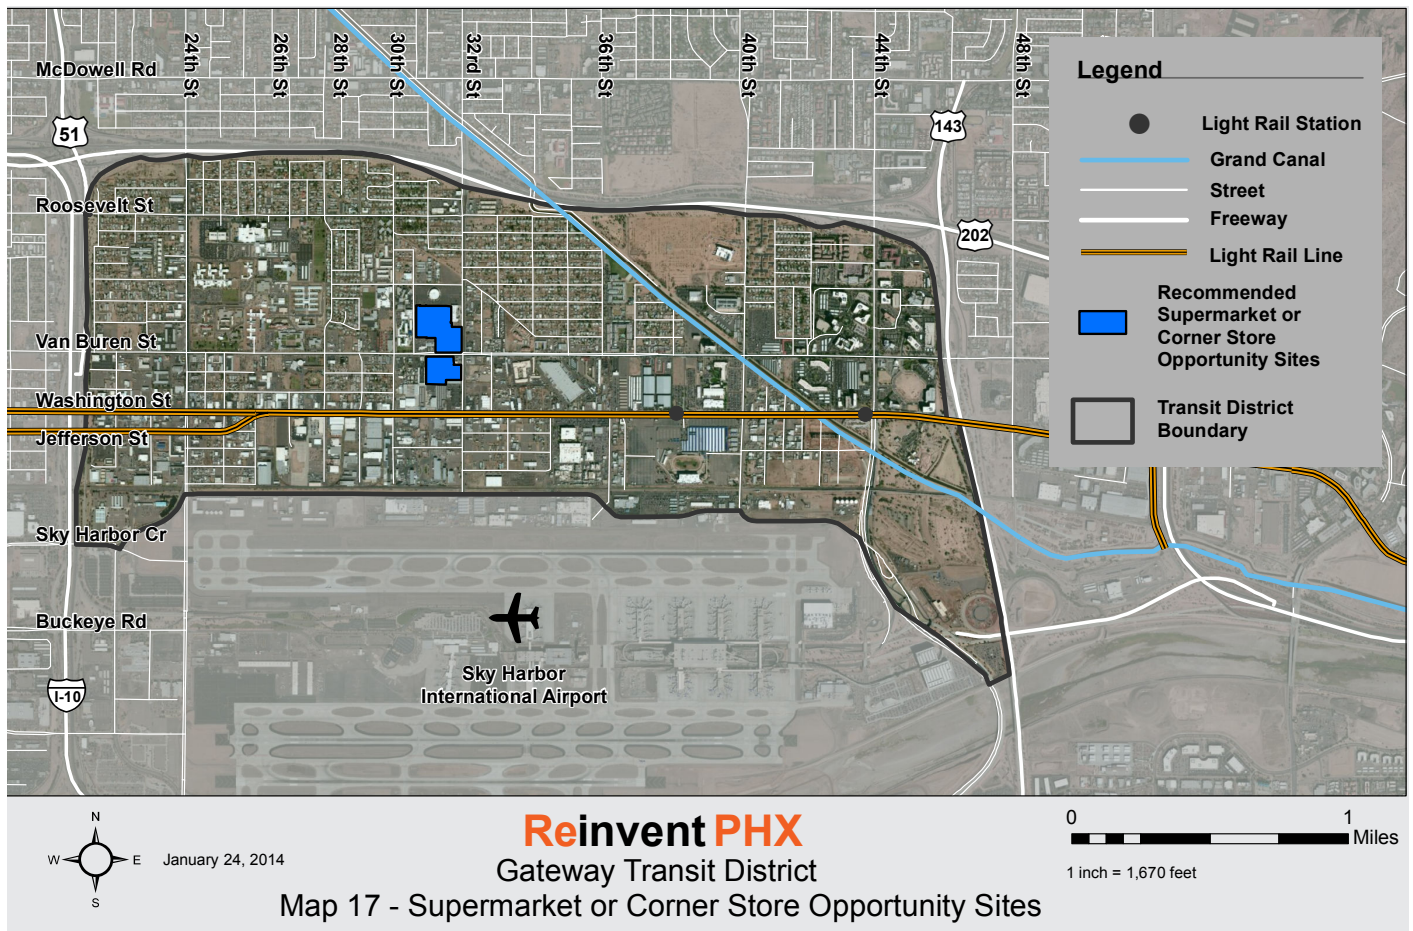 24th St
26th St
28th St
30th St
32rd St
36th St
40th St
44th St
48th St
McDowell Rd
51
143
Roosevelt St
202
Van Buren St
Washington St
Jefferson St
Sky Harbor Cr
Buckeye Rd
I-10
Sky Harbor
International Airport
Legend
Light Rail Station
Grand Canal
Street
Freeway
Light Rail Line
Recommended
Supermarket or
Corner Store
Opportunity Sites
Transit District
Boundary
N
W
E
S
January 24, 2014
Reinvent PHX
Gateway Transit District
Map 17 - Supermarket or Corner Store Opportunity Sites
0 1
Miles
1 inch = 1,670 feet